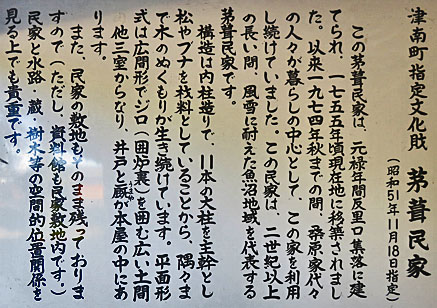 津南町指定文化財 茅葺民家
(昭和51年11月18日指定)
この茅葺民家は、元禄年間反里口集落に建
てられ、一七五五年頃現在地に移築されまし
た。以来一九七四年秋までの間、桑原家代々
の人々が暮らしの中心として、この家を利用
し続けていました。この民家は、二世紀以上
の長い間、風雪に耐えた魚沼地域を代表する
茅葺民家です。
構造は内柱造りで、11本の大柱を主幹とし
松やブナを材料としていることから、隅々ま
で木のぬくもりが生き続けています。平面形
式は広間形でジロ(囲炉裏)を囲む広い土間
他三室からなり、井戸と厩が本屋の中にあ
うまや
ります。
また、民家の敷地もそのまま残っておりま
すので(ただし、資料館も民家敷地内です。)
民家と水路・蔵・樹木等の空間的位置関係を
見る上でも貴重です。